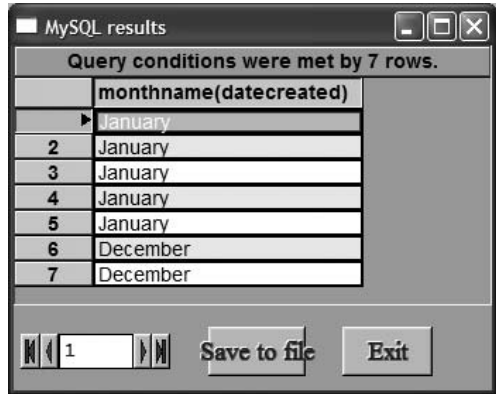 MySQL results
Query conditions were met by 7 rows.
monthname(datecreated)
January
2 January
3 January
4 January
5 January
6 December
7 December
1 Save to file Exit